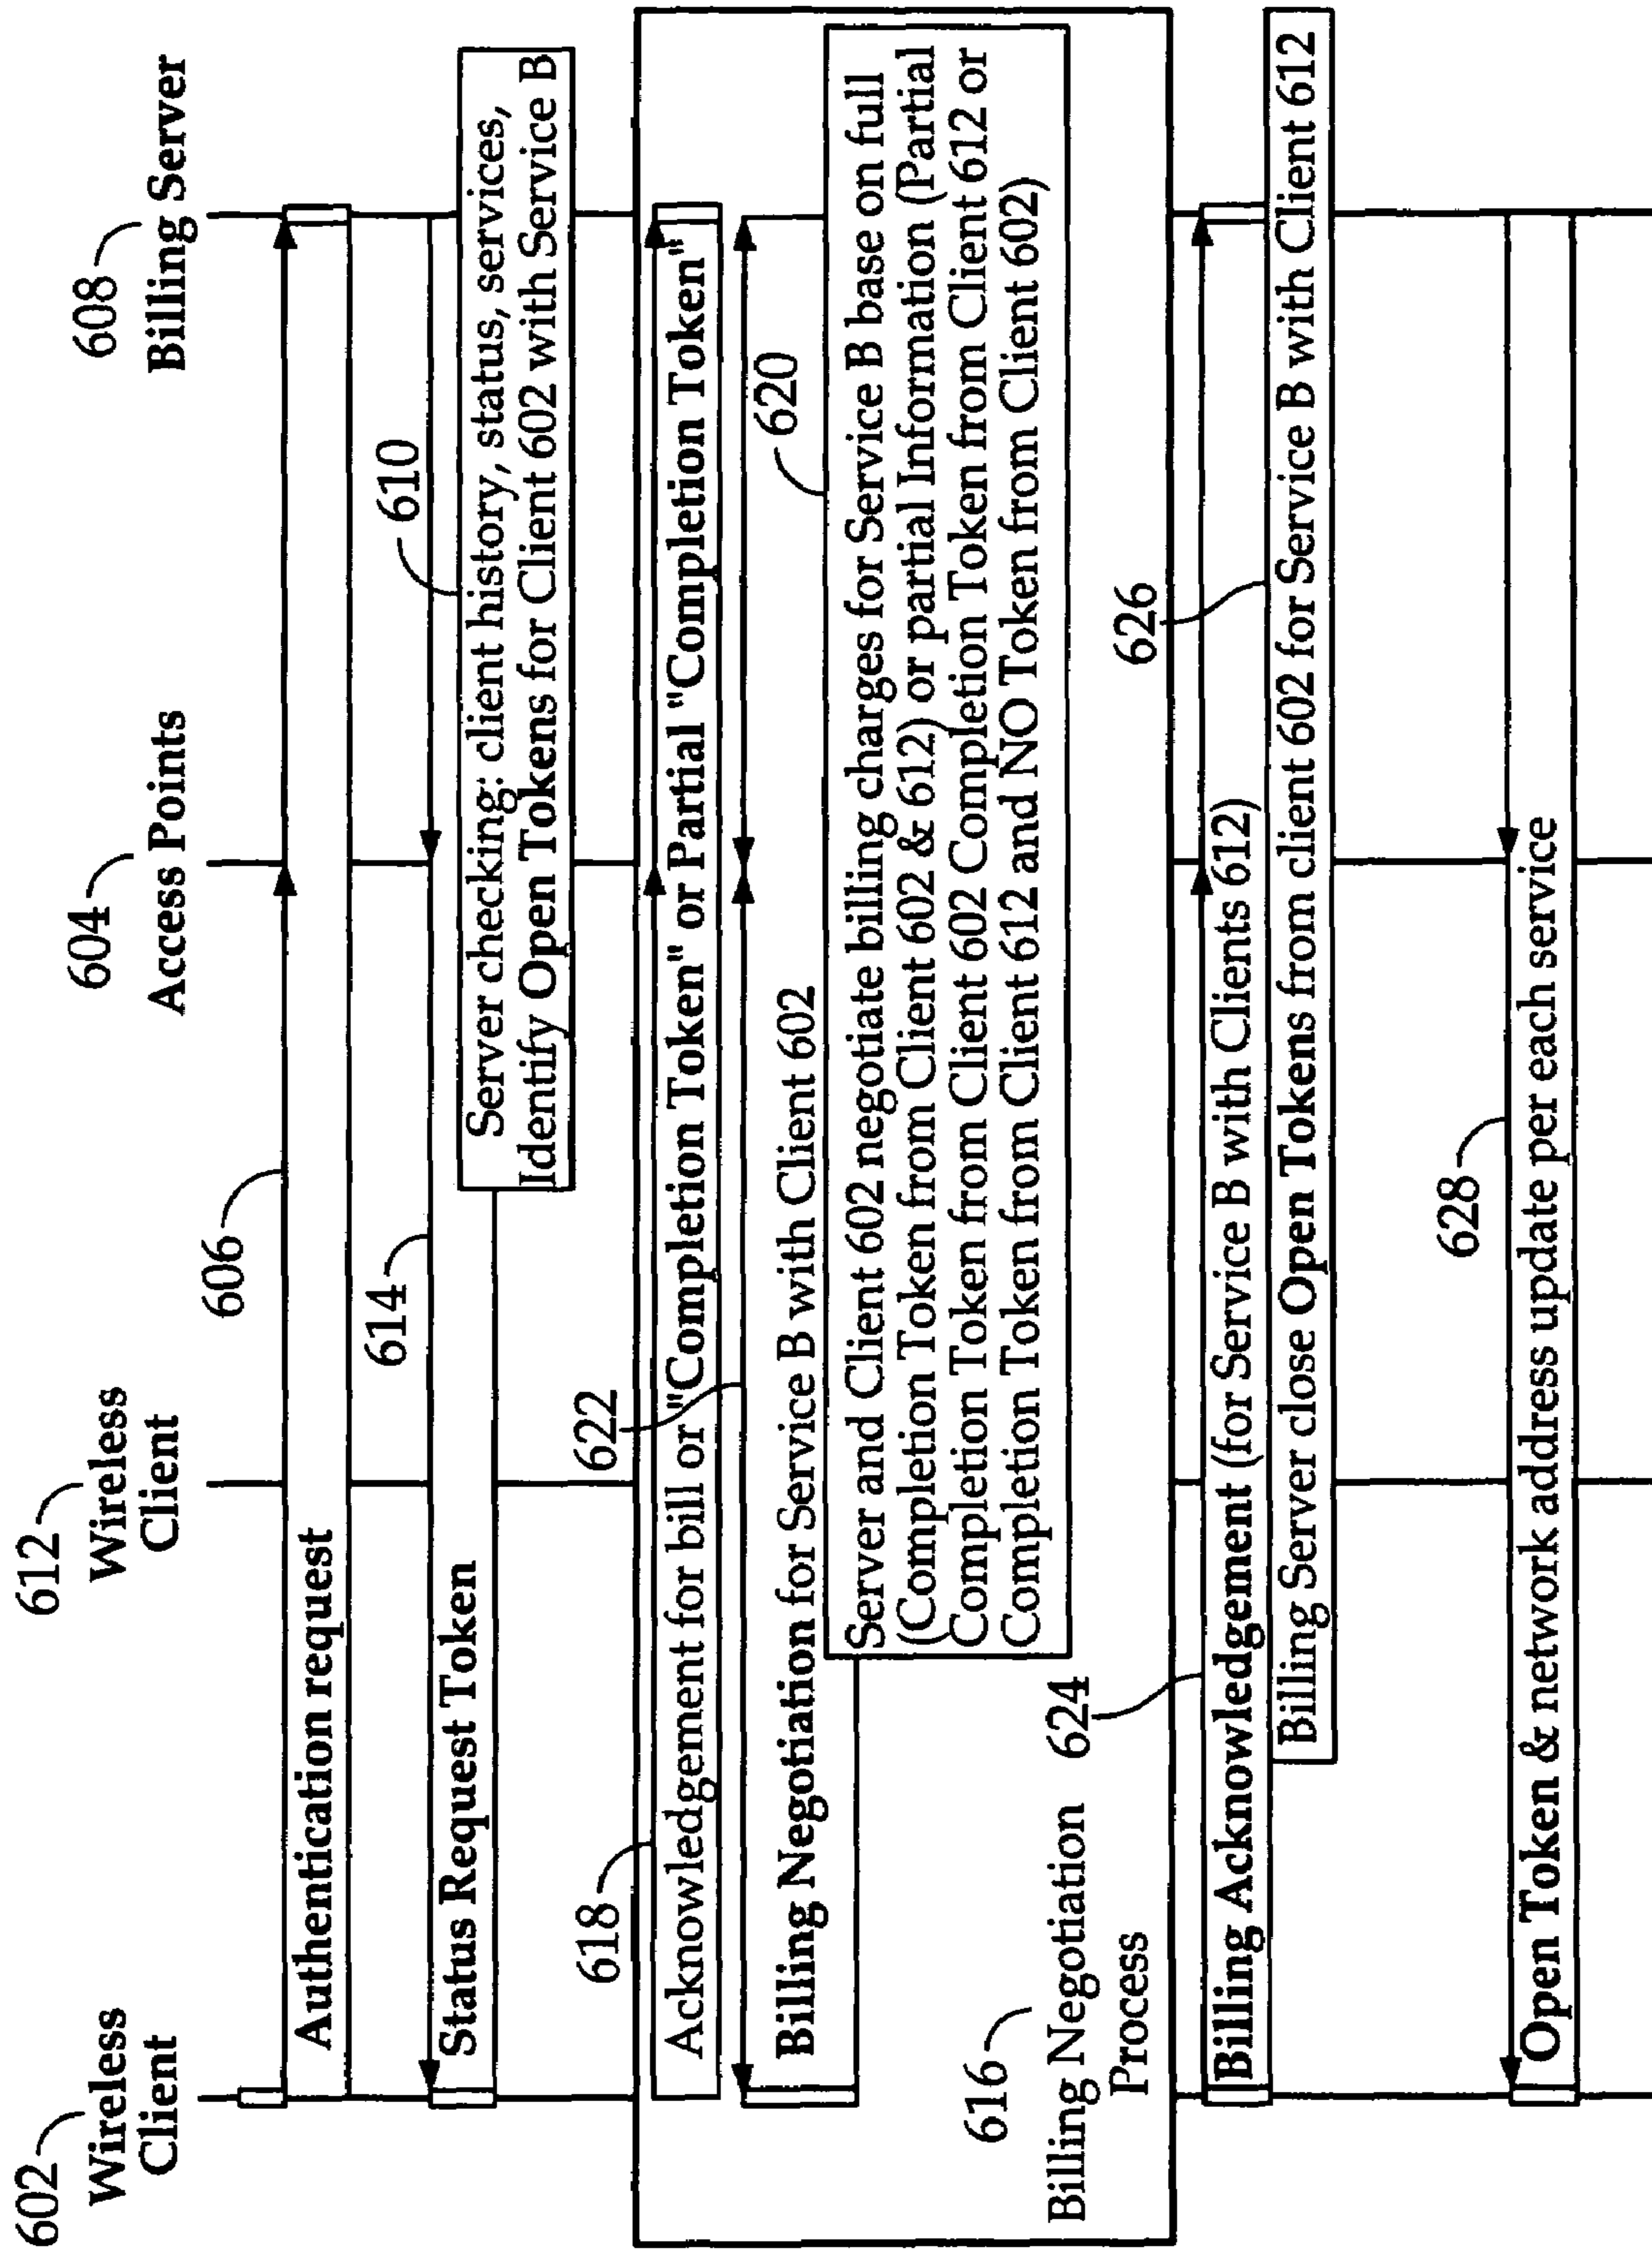 602
Wireless
Client
612
Wireless
Client
604
Access Points
608
Billing Server
606
Authentication request
614
610
Status Request Token
Server checking: client history, status, services,
Identify Open Tokens for Client 602 with Service B
618
Acknowledgement for bill or "Completion Token" or Partial "Completion Token"
622
620
Billing Negotiation for Service B with Client 602
Server and Client 602 negotiate billing charges for Service B base on full
(Completion Token from Client 602 & 612) or partial Information (Partial
Completion Token from Client 602 Completion Token from Client 612 or
Completion Token from Client 612 and NO Token from Client 602)
616
Billing Negotiation
Process
624
626
Billing Acknowledgement (for Service B with Clients 612)
Billing Server close Open Tokens from client 602 for Service B with Client 612
628
Open Token & network address update per each service